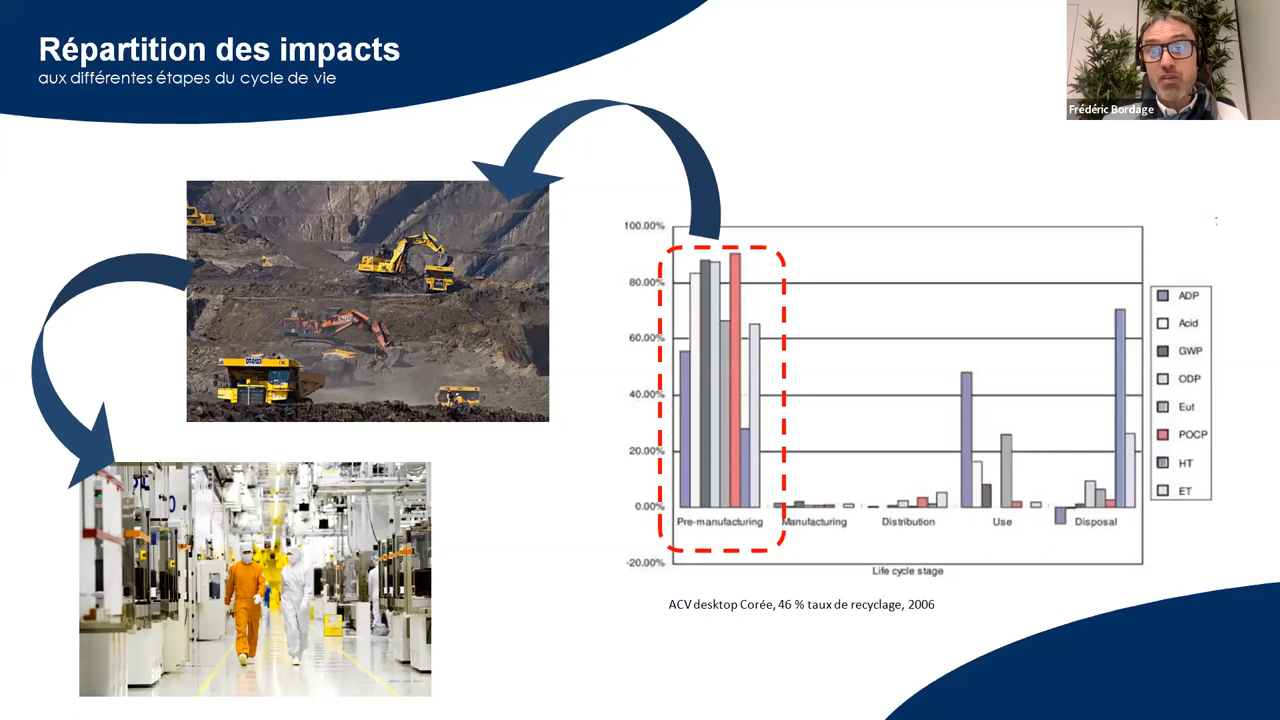 Répartition des impacts
aux différentes étapes du cycle de vie
Frédéric Bordage
100.00%
80.00%
60.00%
40.00%
20.00%
0.00%
-20.00%
Pre-manufacturing
Manufacturing
Distribution
Use
Disposal
Life cycle stage
ADP
Acid
GWP
ODP
Eut
POCP
HT
ET
ACV desktop Corée, 46 % taux de recyclage, 2006